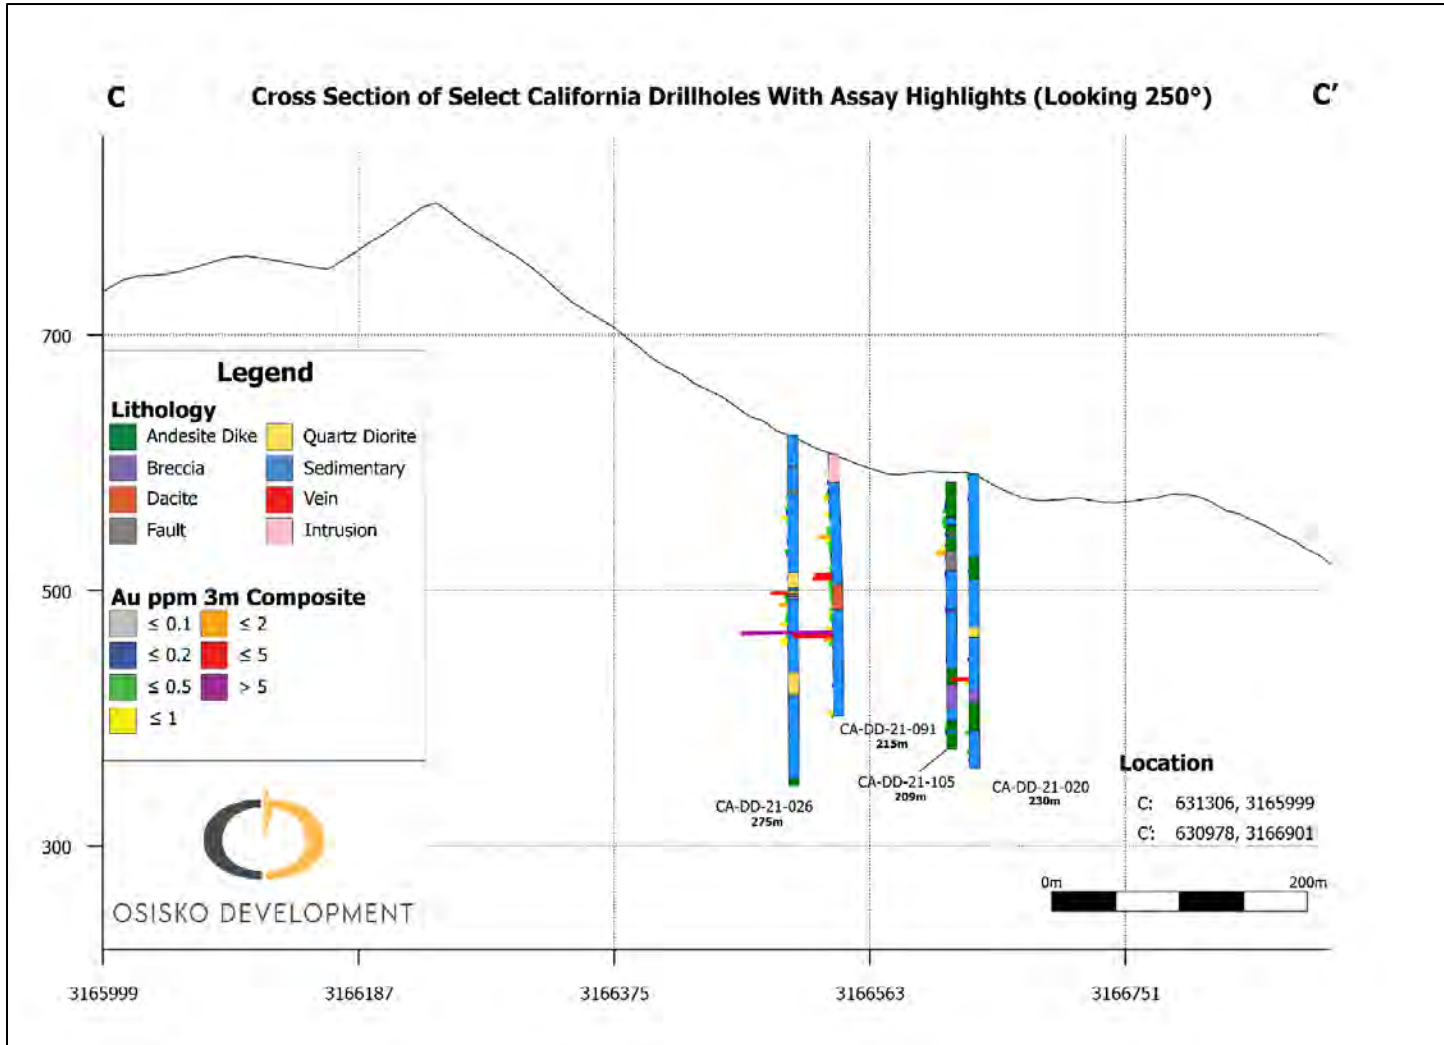 C Cross Section of Select California Drillholes With Assay Highlights (Looking 250°) C'
700
Legend
Lithology
Andesite Dike Quartz Diorite
Breccia Sedimentary
Dacite Vein
Fault Intrusion
500
Au ppm 3m Composite
≤ 0.1 ≤ 2
≤ 0.2 ≤ 5
≤ 0.5 > 5
≤ 1
CA-DD-21-091
215m
CA-DD-21-105
209m
CA-DD-21-020
230m
CA-DD-21-026
275m
Location
C: 631306, 3165999
C': 630978, 3166901
300
0m 200m
OSISKO DEVELOPMENT
3165999 3166187 3166375 3166563 3166751